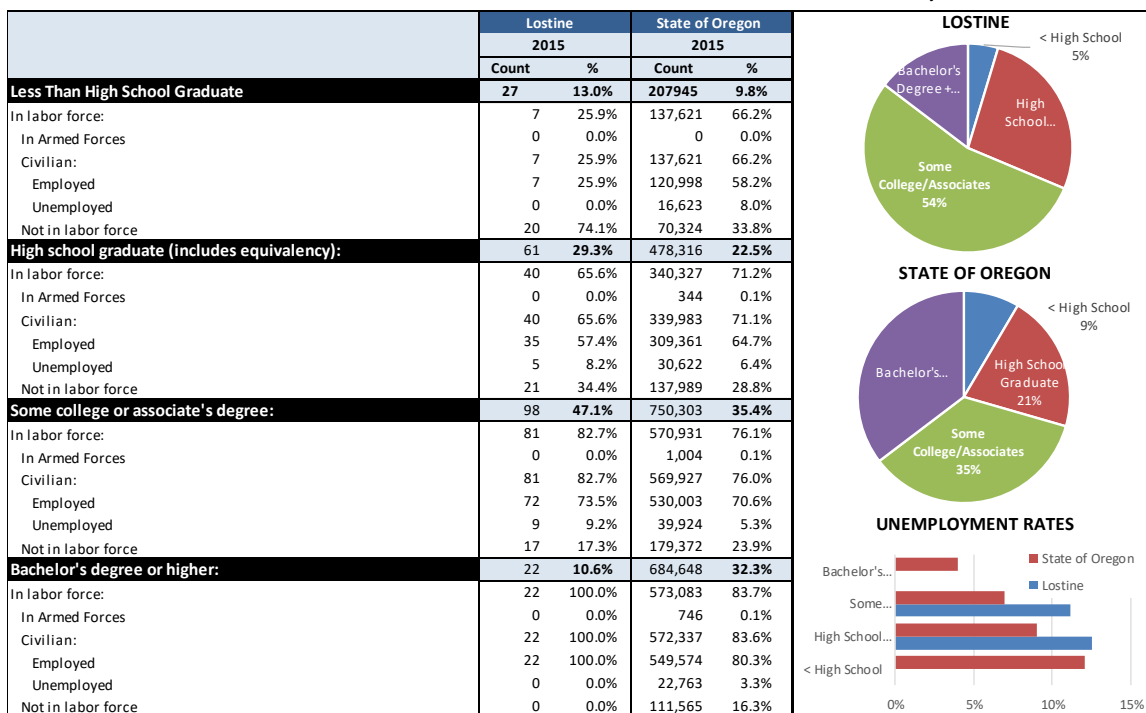 Lostine State of Oregon
2015 2015
Count % Count %
Less Than High School Graduate 27 13.0% 207945 9.8%
In labor force: 7 25.9% 137,621 66.2%
In Armed Forces 0 0.0% 0 0.0%
Civilian: 7 25.9% 137,621 66.2%
Employed 7 25.9% 120,998 58.2%
Unemployed 0 0.0% 16,623 8.0%
Not in labor force 20 74.1% 70,324 33.8%
High school graduate (includes equivalency): 61 29.3% 478,316 22.5%
In labor force: 40 65.6% 340,327 71.2%
In Armed Forces 0 0.0% 344 0.1%
Civilian: 40 65.6% 339,983 71.1%
Employed 35 57.4% 309,361 64.7%
Unemployed 5 8.2% 30,622 6.4%
Not in labor force 21 34.4% 137,989 28.8%
Some college or associate's degree: 98 47.1% 750,303 35.4%
In labor force: 81 82.7% 570,931 76.1%
In Armed Forces 0 0.0% 1,004 0.1%
Civilian: 81 82.7% 569,927 76.0%
Employed 72 73.5% 530,003 70.6%
Unemployed 9 9.2% 39,924 5.3%
Not in labor force 17 17.3% 179,372 23.9%
Bachelor's degree or higher: 22 10.6% 684,648 32.3%
In labor force: 22 100.0% 573,083 83.7%
In Armed Forces 0 0.0% 746 0.1%
Civilian: 22 100.0% 572,337 83.6%
Employed 22 100.0% 549,574 80.3%
Unemployed 0 0.0% 22,763 3.3%
Not in labor force 0 0.0% 111,565 16.3%
LOSTINE
< High School
5%
Bachelor's
Degree +...
High
School...
Some
College/Associates
54%
STATE OF OREGON
< High School
9%
Bachelor's...
High School
Graduate
21%
Some
College/Associates
35%
UNEMPLOYMENT RATES
State of Oregon
Lostine
Bachelor's...
Some...
High School...
< High School
0% 5% 10% 15%